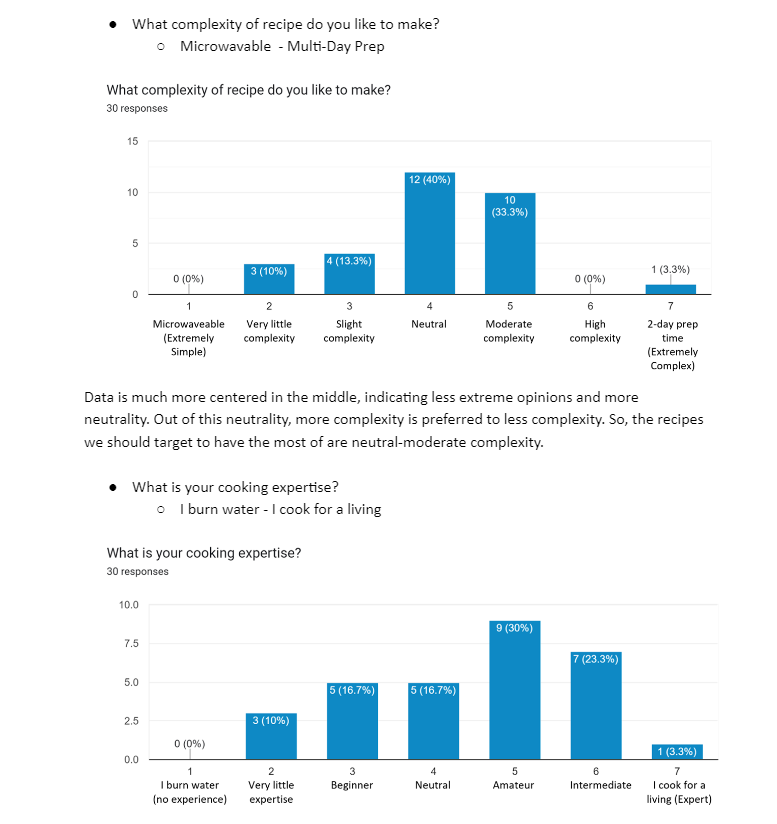 ● What complexity of recipe do you like to make?
○ Microwavable - Multi-Day Prep
What complexity of recipe do you like to make?
30 responses
15
10
5
0
0 (0%)
3 (10%)
4 (13.3%)
12 (40%)
10
(33.3%)
0 (0%)
1 (3.3%)
1 2 3 4 5 6 7
Microwaveable Very little Slight Neutral Moderate High 2-day prep
(Extremely complexity complexity complexity complexity time
Simple) (Extremely
Complex)
Data is much more centered in the middle, indicating less extreme opinions and more
neutrality. Out of this neutrality, more complexity is preferred to less complexity. So, the recipes
we should target to have the most of are neutral-moderate complexity.
● What is your cooking expertise?
○ I burn water - I cook for a living
What is your cooking expertise?
30 responses
10.0
7.5
5.0
2.5
0.0
0 (0%)
3 (10%)
5 (16.7%)
5 (16.7%)
9 (30%)
7 (23.3%)
1 (3.3%)
1 2 3 4 5 6 7
I burn water Very little Beginner Neutral Amateur Intermediate I cook for a
(no experience) expertise living (Expert)